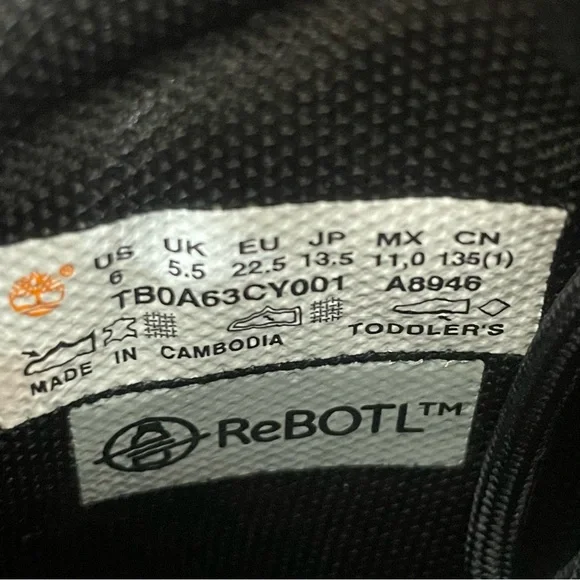 US UK EU JP MX CN
6 5.5 22.5 13.5 11,0 135(1)
TB0A63CY001 A8946
MADE IN CAMBODIA TODDLER'S
ReBOTL™